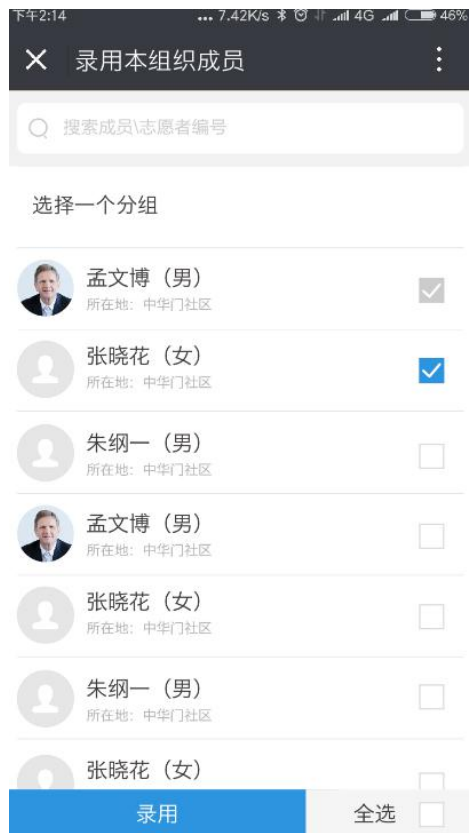 下午2:14 ... 7.42K/s 4G 46%
录用本组织成员
搜索成员\志愿者编号
选择一个分组
孟文博（男）
所在地：中华门社区
张晓花（女）
所在地：中华门社区
朱纲一（男）
所在地：中华门社区
孟文博（男）
所在地：中华门社区
张晓花（女）
所在地：中华门社区
朱纲一（男）
所在地：中华门社区
张晓花（女）
录用 全选